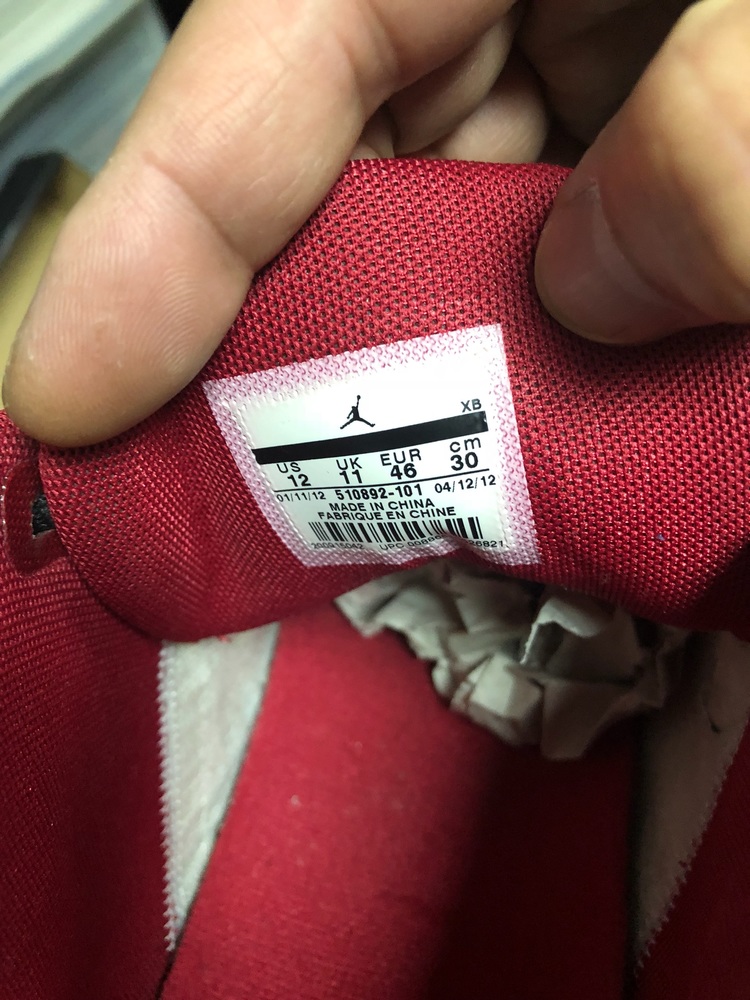 XB
US UK EUR cm
12 11 46 30
01/11/12 510892-101 04/12/12
MADE IN CHINA
FABRIQUE EN CHINE
UPC